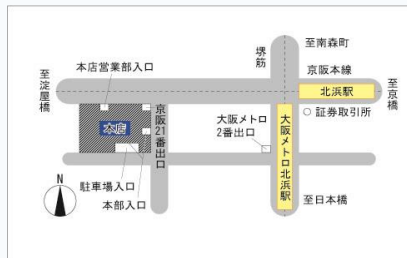 至南森町
堺筋
本店営業部入口
京阪本線
至淀屋橋
北浜駅
至京橋
○ 証券取引所
本店
京阪21番出口
大阪メトロ
2番出口
大阪メトロ北浜駅
N
駐車場入口
本部入口
至日本橋